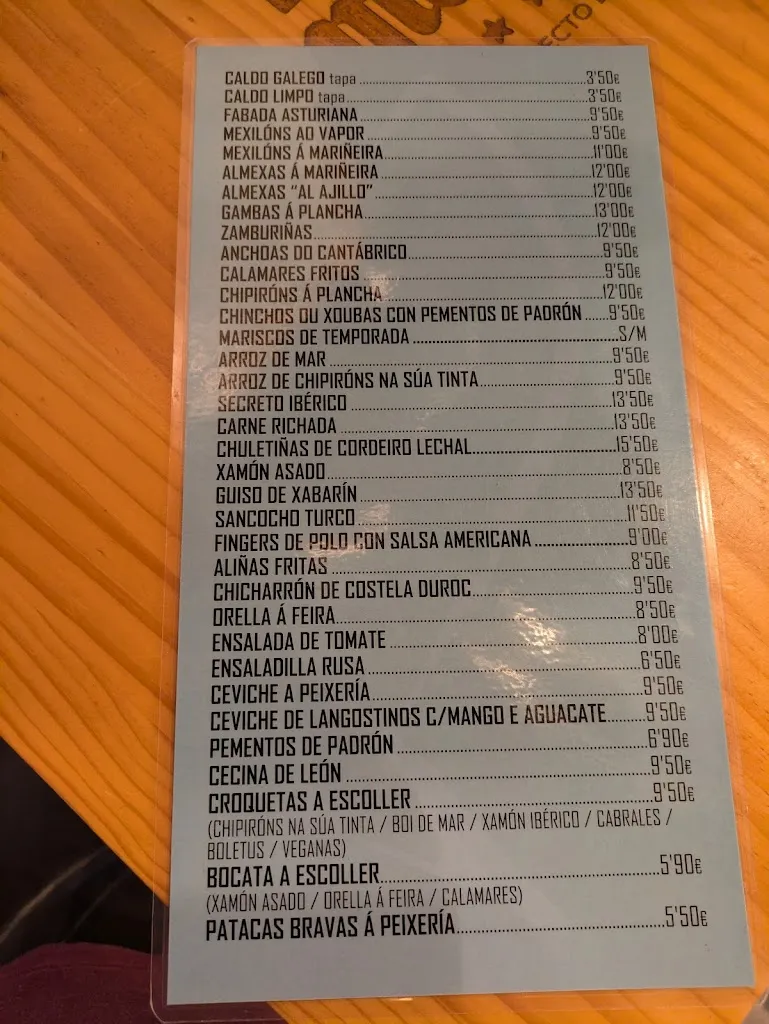 ECTO
CALDO GALEGO tapa ........ 3'50€
CALDO LIMPO tapa ........ 3'50€
FABADA ASTURIANA ........ 9'50€
MEXILÓNS AO VAPOR ........ 9'50€
MEXILÓNS Á MARIÑEIRA ........ 11'00€
ALMEXAS Á MARIÑEIRA ........ 12'00€
ALMEXAS "AL AJILLO" ........ 12'00€
GAMBAS Á PLANCHA ........ 13'00€
ZAMBURIÑAS ........ 12'00€
ANCHOAS DO CANTÁBRICO ........ 9'50€
CALAMARES FRITOS ........ 9'50€
CHIPIRÓNS Á PLANCHA ........ 12'00€
CHINCHOS OU XOUBAS CON PEMENTOS DE PADRÓN ........ 9'50€
MARISCOS DE TEMPORADA ........ S/M
ARROZ DE MAR ........ 9'50€
ARROZ DE CHIPIRÓNS NA SÚA TINTA ........ 9'50€
SECRETO IBÉRICO ........ 13'50€
CARNE RICHADA ........ 13'50€
CHULETIÑAS DE CORDEIRO LECHAL ........ 15'50€
XAMÓN ASADO ........ 8'50€
GUISO DE XABARÍN ........ 13'50€
SANCOCHO TURCO ........ 11'50€
FINGERS DE POLO CON SALSA AMERICANA ........ 9'00€
ALIÑAS FRITAS ........ 8'50€
CHICHARRÓN DE COSTELA DUROC ........ 9'50€
ORELLA Á FEIRA ........ 8'50€
ENSALADA DE TOMATE ........ 8'00€
ENSALADILLA RUSA ........ 6'50€
CEVICHE A PEIXERÍA ........ 9'50€
CEVICHE DE LANGOSTINOS C/MANGO E AGUACATE ........ 9'50€
PEMENTOS DE PADRÓN ........ 6'90€
CECINA DE LEÓN ........ 9'50€
CROQUETAS A ESCOLLER ........ 9'50€
(CHIPIRÓNS NA SÚA TINTA / BOI DE MAR / XAMÓN IBÉRICO / CABRALES /
BOLETUS / VEGANAS)
BOCATA A ESCOLLER ........ 5'90€
(XAMÓN ASADO / ORELLA Á FEIRA / CALAMARES)
PATACAS BRAVAS Á PEIXERÍA ........ 5'50€